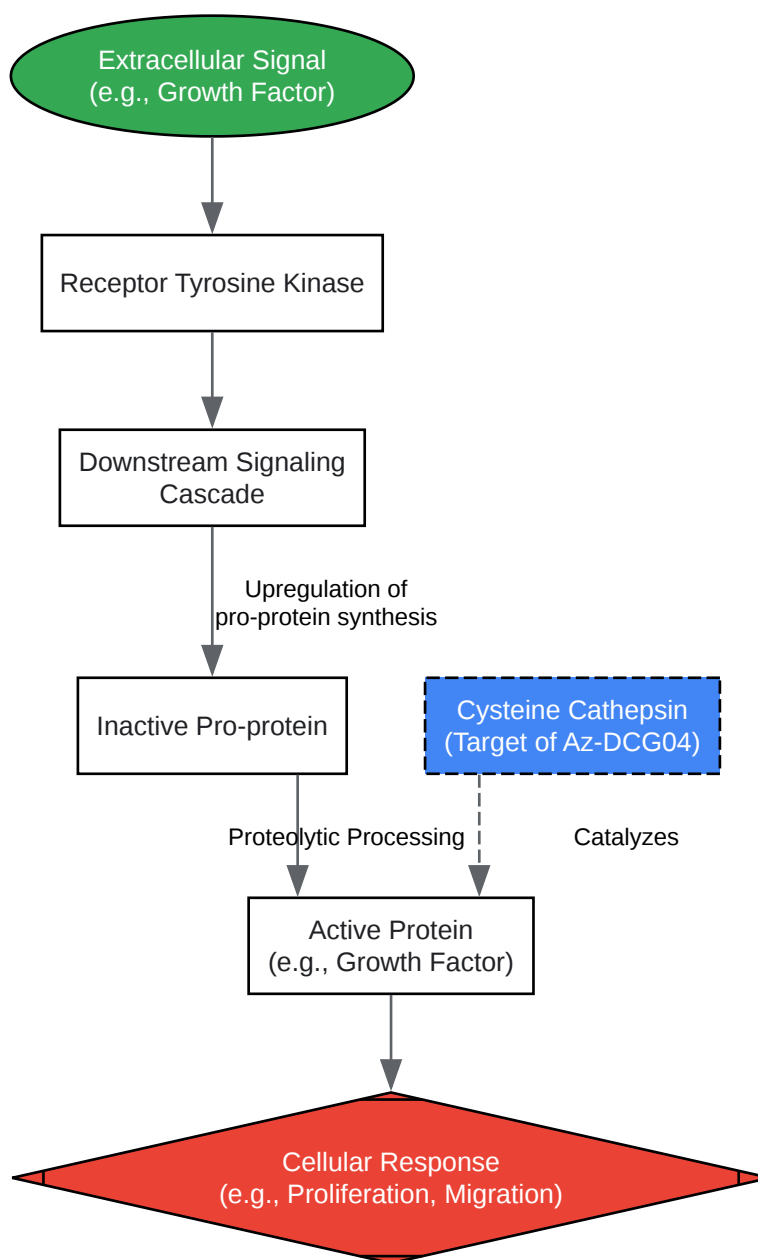 Extracellular Signal
(e.g., Growth Factor)
Receptor Tyrosine Kinase
Downstream Signaling
Cascade
Upregulation of
pro-protein synthesis
Inactive Pro-protein
Cysteine Cathepsin
(Target of Az-DCG04)
Proteolytic Processing
Catalyzes
Active Protein
(e.g., Growth Factor)
Cellular Response
(e.g., Proliferation, Migration)